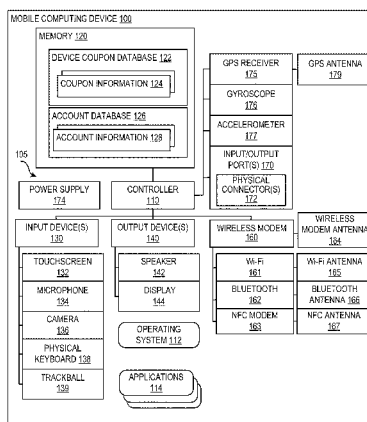 MOBILE COMPUTING DEVICE 100
MEMORY 120
DEVICE COUPON DATABASE 122
COUPON INFORMATION 124
ACCOUNT DATABASE 126
ACCOUNT INFORMATION 128
GPS RECEIVER
175
GPS ANTENNA
179
GYROSCOPE
176
ACCELEROMETER
177
INPUT/OUTPUT
PORT(S) 170
PHYSICAL
CONNECTOR(S)
172
105
POWER SUPPLY
174
CONTROLLER
110
INPUT DEVICE(S)
130
OUTPUT DEVICE(S)
140
WIRELESS MODEM
160
WIRELESS
MODEM ANTENNA
164
TOUCHSCREEN
132
MICROPHONE
134
CAMERA
136
PHYSICAL
KEYBOARD 138
TRACKBALL
139
SPEAKER
142
DISPLAY
144
OPERATING
SYSTEM 112
APPLICATIONS
114
Wi-Fi
161
Wi-Fi ANTENNA
165
BLUETOOTH
162
BLUETOOTH
ANTENNA 166
NFC MODEM
163
NFC ANTENNA
167